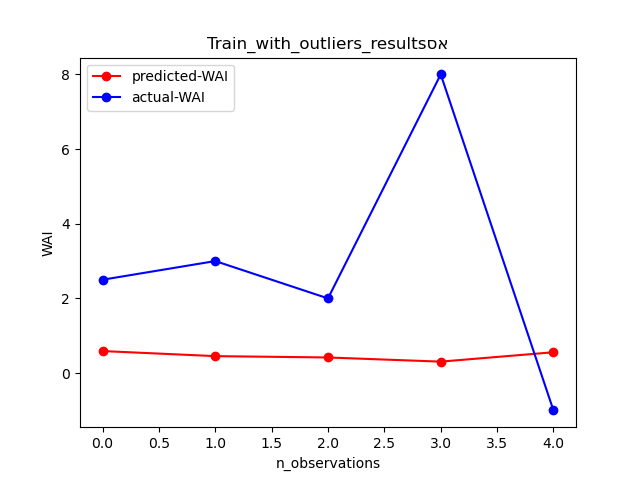 Train_with_outliers_resultsאס
predicted-WAI
actual-WAI
8
6
4
2
0
WAI
0.0 0.5 1.0 1.5 2.0 2.5 3.0 3.5 4.0
n_observations